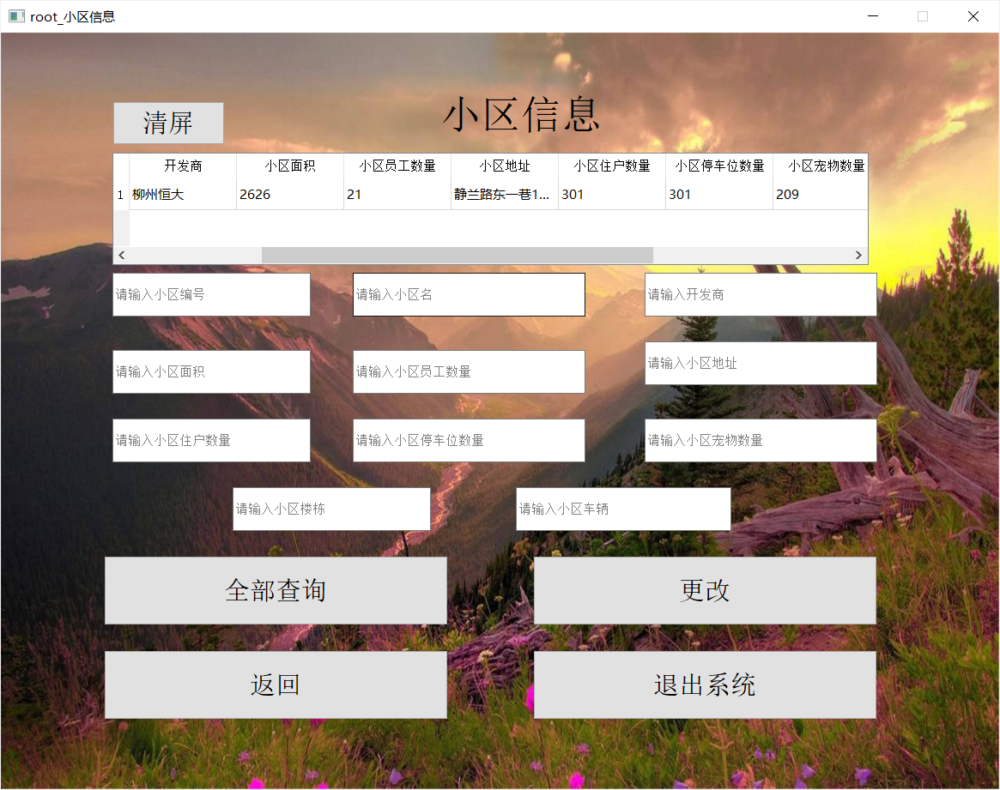 root_小区信息
清屏
小区信息
开发商 小区面积 小区员工数量 小区地址 小区住户数量 小区停车位数量 小区宠物数量
1 柳州恒大 2626 21 静兰路东一巷1... 301 301 209
请输入小区编号 请输入小区名 请输入开发商
请输入小区面积 请输入小区员工数量 请输入小区地址
请输入小区住户数量 请输入小区停车位数量 请输入小区宠物数量
请输入小区楼栋 请输入小区车辆
全部查询 更改
返回 退出系统